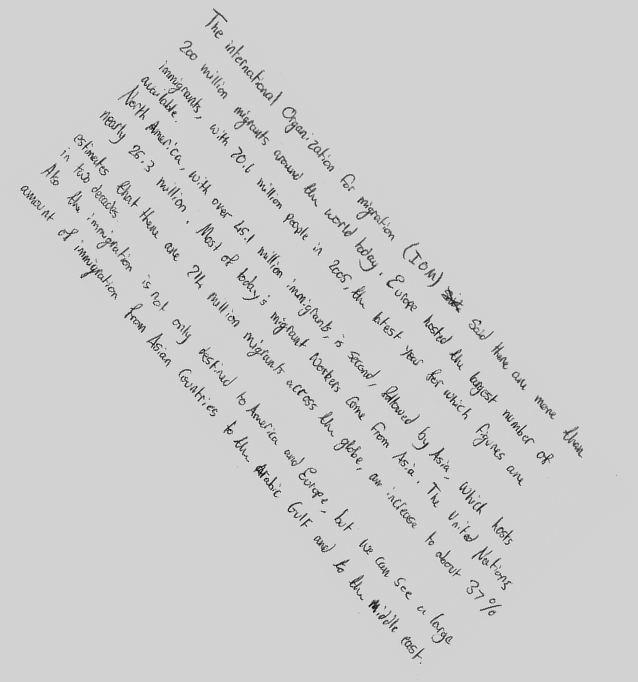 The international Organization for migration (IOM) said there are more than
200 million migrants around the world today. Europe hosted the largest number of
immigrants, with 70.6 million people in 2005, the latest year for which figures are
available.
North America, with over 45.1 million immigrants, is second, followed by Asia, which hosts
nearly 25.3 million. Most of today's migrant workers come from Asia. The United Nations
estimates that there are 214 million migrants across the globe, an increase to about 37%
in two decades.
Also the immigration is not only destined to America and Europe, but we can see a large
amount of immigration from Asian Countries to the Arabic Gulf and to the middle east.